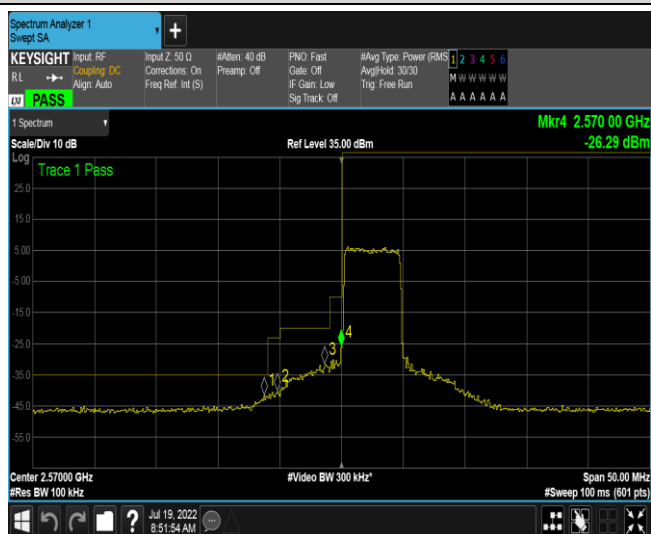 Spectrum Analyzer 1
Swept SA
+
KEYSIGHT Input: RF Input Z: 50 Ω #Atten: 40 dB PNO: Fast #Avg Type: Power (RMS 1 2 3 4 5 6
RL Coupling: DC Corrections: On Preamp: Off Gate: Off Avg|Hold: 30/30 M W W W W W
Align: Auto Freq Ref: Int (S) IF Gain: Low Trig: Free Run
LXI PASS Sig Track: Off A A A A A A
1 Spectrum Mkr4 2.570 00 GHz
Scale/Div 10 dB Ref Level 35.00 dBm -26.29 dBm
Log
Trace 1 Pass
25.0
15.0
5.00
-5.00
-15.0
4
-25.0
3
-35.0
1 2
-45.0
-55.0
Center 2.57000 GHz #Video BW 300 kHz* Span 50.00 MHz
#Res BW 100 kHz #Sweep 100 ms (601 pts)
? Jul 19, 2022
8:51:54 AM